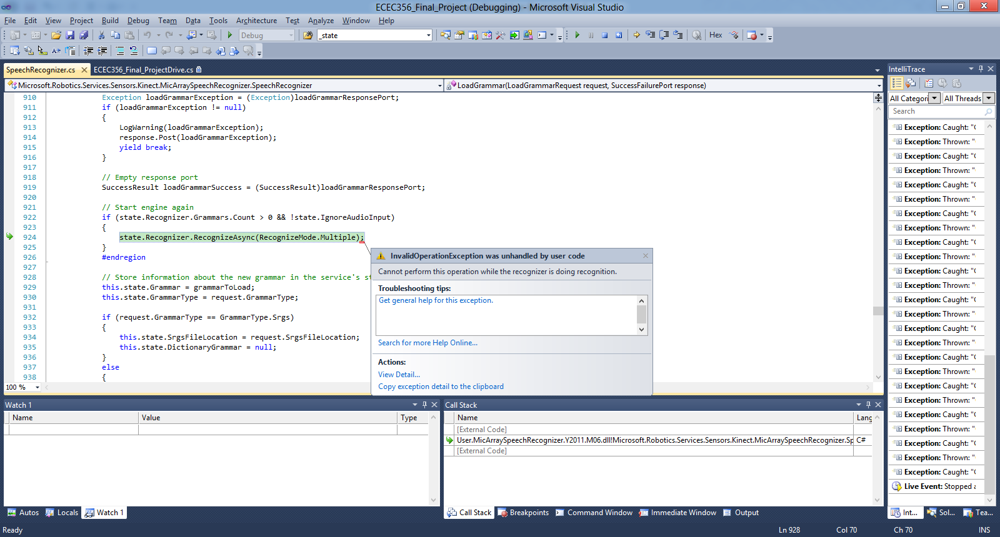 ECEC356_Final_Project (Debugging) - Microsoft Visual Studio
File Edit View Project Build Debug Team Data Tools Architecture Test Analyze Window Help
Debug _state Hex
SpeechRecognizer.cs ECEC356_Final_ProjectDrive.cs
Microsoft.Robotics.Services.Sensors.Kinect.MicArraySpeechRecognizer.SpeechRecognizer LoadGrammar(LoadGrammarRequest request, SuccessFailurePort response)
910 Exception loadGrammarException = (Exception)loadGrammarResponsePort;
911 if (loadGrammarException != null)
912 {
913 LogWarning(loadGrammarException);
914 response.Post(loadGrammarException);
915 yield break;
916 }
917
918 // Empty response port
919 SuccessResult loadGrammarSuccess = (SuccessResult)loadGrammarResponsePort;
920
921 // Start engine again
922 if (state.Recognizer.Grammars.Count > 0 && !state.IgnoreAudioInput)
923 {
924 state.Recognizer.RecognizeAsync(RecognizeMode.Multiple);
925 }
926 #endregion
927
928 // Store information about the new grammar in the service's st
929 this.state.Grammar = grammarToLoad;
930 this.state.GrammarType = request.GrammarType;
931
932 if (request.GrammarType == GrammarType.Srgs)
933 {
934 this.state.SrgsFileLocation = request.SrgsFileLocation;
935 this.state.DictionaryGrammar = null;
936 }
937 else
938 {
100 %
InvalidOperationException was unhandled by user code
Cannot perform this operation while the recognizer is doing recognition.
Troubleshooting tips:
Get general help for this exception.
Search for more Help Online...
Actions:
View Detail...
Copy exception detail to the clipboard
IntelliTrace
All Categori All Threads
Search
Exception: Caught: "C
Exception: Thrown: "
Exception: Caught: "C
Exception: Thrown: "
Exception: Caught: "C
Exception: Thrown: "
Exception: Caught: "C
Exception: Thrown: "
Exception: Caught: "C
Exception: Thrown: "
Exception: Caught: "C
Exception: Thrown: "
Exception: Caught: "C
Exception: Thrown: "
Exception: Caught: "C
Exception: Thrown: "
Exception: Caught: "C
Exception: Thrown: "
Exception: Caught: "C
Exception: Thrown: "
Exception: Caught: "C
Exception: Thrown: "
Exception: Caught: "C
Exception: Thrown: "
Exception: Caught: "C
Live Event: Stopped a
Watch 1
Name Value Type
Call Stack
Name Lang
[External Code]
User.MicArraySpeechRecognizer.Y2011.M06.dll!Microsoft.Robotics.Services.Sensors.Kinect.MicArraySpeechRecognizer.Sp C#
[External Code]
Autos Locals Watch 1
Call Stack Breakpoints Command Window Immediate Window Output
Int... Sol... Tea...
Ready Ln 928 Col 70 Ch 70 INS